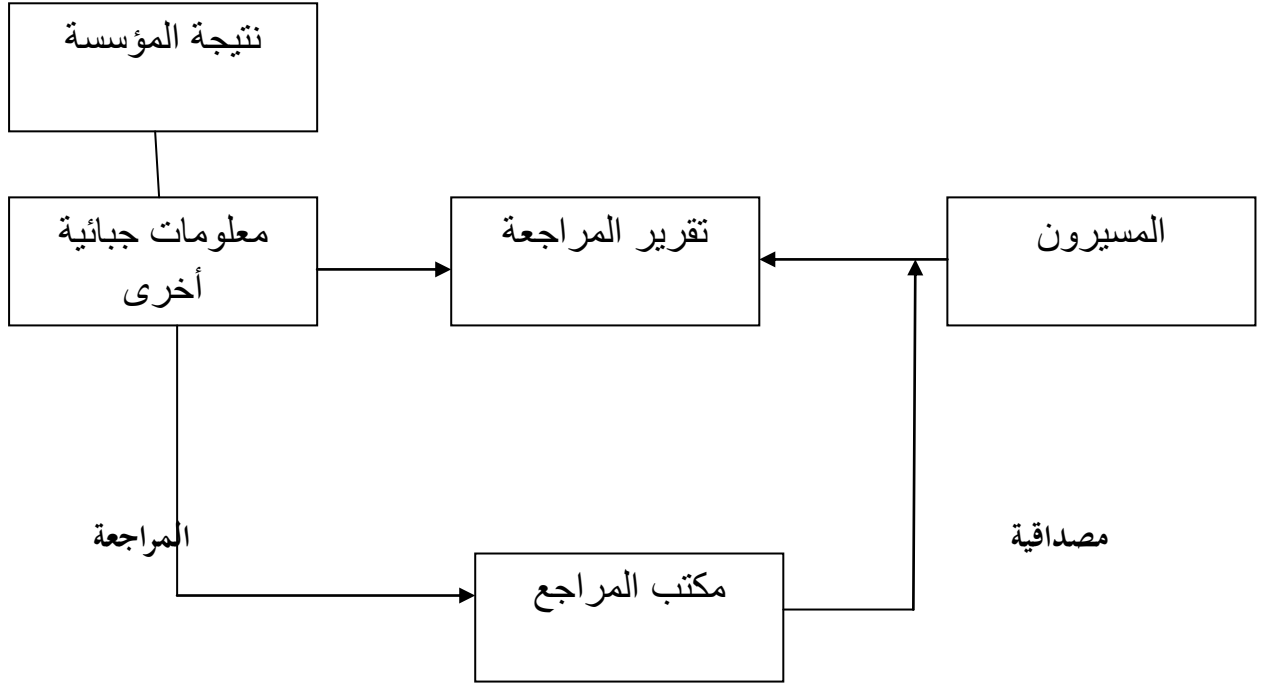 نتيجة المؤسسة
المسيرون
تقرير المراجعة
معلومات جبائية
أخرى
مصداقية
المراجعة
مكتب المراجع